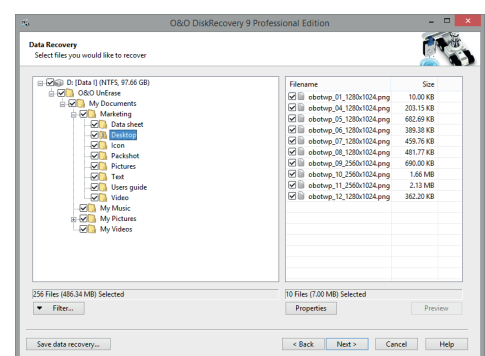 O&O DiskRecovery 9 Professional Edition
Data Recovery
Select files you would like to recover
D: [Data I] (NTFS, 97.66 GB)
O&O UnErase
My Documents
Marketing
Data sheet
Desktop
Icon
Packshot
Pictures
Text
Users guide
Video
My Music
My Pictures
My Videos
Filename Size
obotwp_01_1280x1024.png 10.00 KB
obotwp_04_1280x1024.png 203.15 KB
obotwp_05_1280x1024.png 682.69 KB
obotwp_06_1280x1024.png 389.38 KB
obotwp_07_1280x1024.png 459.76 KB
obotwp_08_1280x1024.png 481.77 KB
obotwp_09_2560x1024.png 690.00 KB
obotwp_10_2560x1024.png 1.66 MB
obotwp_11_2560x1024.png 2.13 MB
obotwp_12_1280x1024.png 362.20 KB
256 Files (486.34 MB) Selected
10 Files (7.00 MB) Selected
Filter...
Properties
Preview
Save data recovery...
< Back Next > Cancel Help